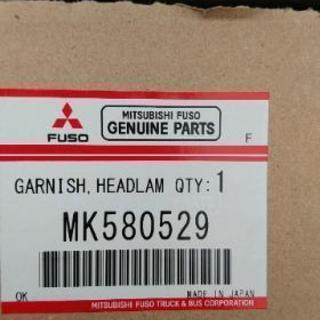 FUSO
MITSUBISHI FUSO
GENUINE PARTS
F
GARNISH, HEADLAM QTY: 1
MK580529
OK
MADE IN JAPAN
MITSUBISHI FUSO TRUCK & BUS CORPORATION